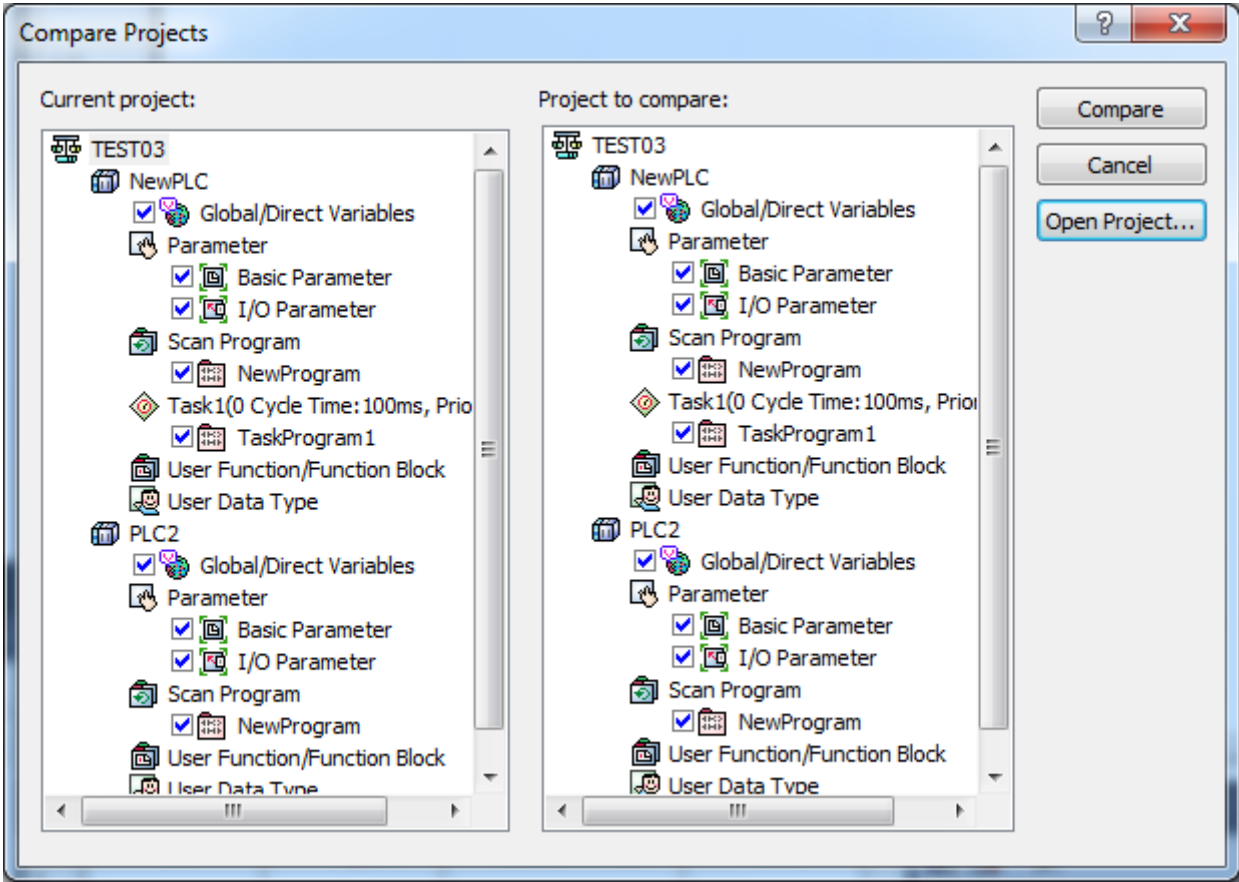 Compare Projects
Current project:
TEST03
NewPLC
Global/Direct Variables
Parameter
Basic Parameter
I/O Parameter
Scan Program
NewProgram
Task1(0 Cycle Time:100ms, Prio
TaskProgram1
User Function/Function Block
User Data Type
PLC2
Global/Direct Variables
Parameter
Basic Parameter
I/O Parameter
Scan Program
NewProgram
User Function/Function Block
User Data Type
Project to compare:
TEST03
NewPLC
Global/Direct Variables
Parameter
Basic Parameter
I/O Parameter
Scan Program
NewProgram
Task1(0 Cycle Time:100ms, Prior
TaskProgram1
User Function/Function Block
User Data Type
PLC2
Global/Direct Variables
Parameter
Basic Parameter
I/O Parameter
Scan Program
NewProgram
User Function/Function Block
User Data Type
Compare
Cancel
Open Project...